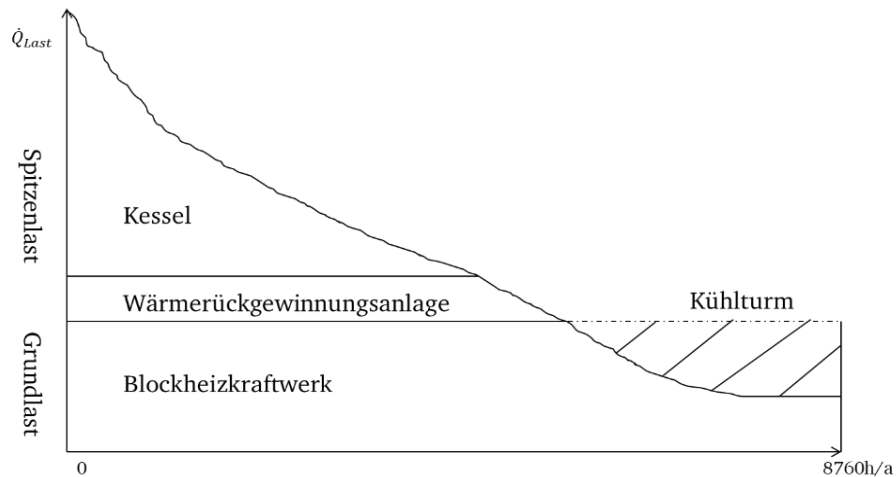 Q̇Last
Spitzenlast
Kessel
Wärmerückgewinnungsanlage
Kühlturm
Grundlast
Blockheizkraftwerk
0
8760h/a